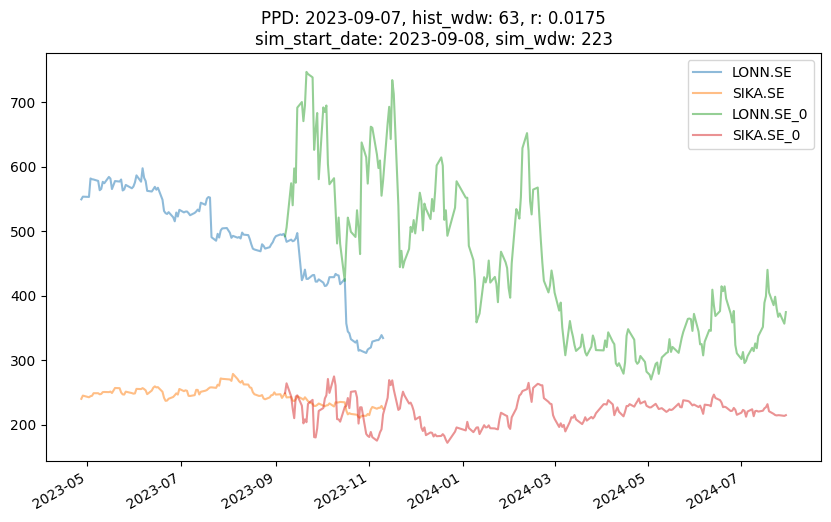 PPD: 2023-09-07, hist_wdw: 63, r: 0.0175
sim_start_date: 2023-09-08, sim_wdw: 223
LONN.SE
SIKA.SE
LONN.SE_0
SIKA.SE_0
700
600
500
400
300
200
2023-05
2023-07
2023-09
2023-11
2024-01
2024-03
2024-05
2024-07